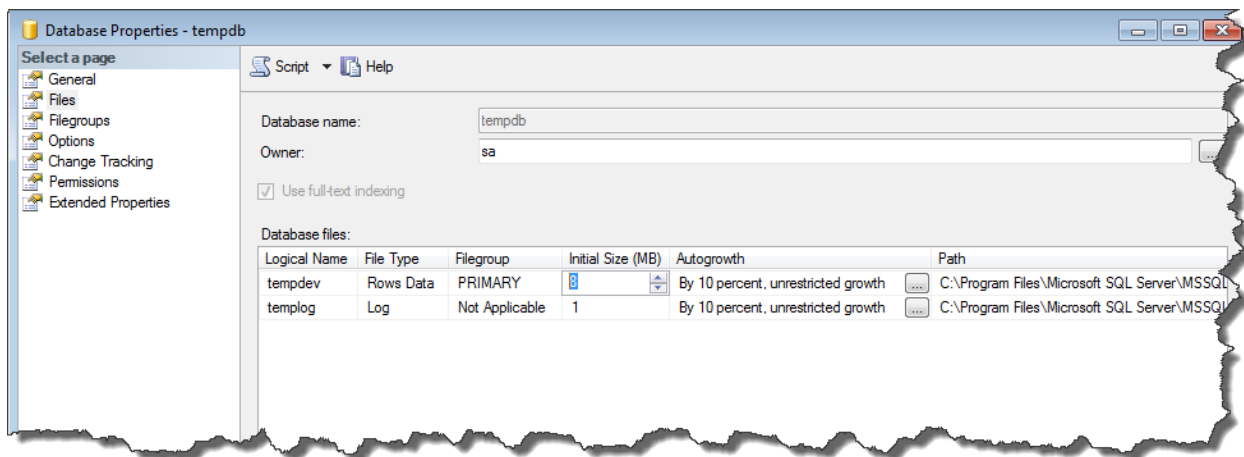 Database Properties - tempdb
Select a page
General
Files
Filegroups
Options
Change Tracking
Permissions
Extended Properties
Script Help
Database name: tempdb
Owner: sa
...
Use full-text indexing
Database files:
Logical Name File Type Filegroup Initial Size (MB) Autogrowth Path
tempdev Rows Data PRIMARY 8 By 10 percent, unrestricted growth ... C:\Program Files\Microsoft SQL Server\MSSQL
templog Log Not Applicable 1 By 10 percent, unrestricted growth ... C:\Program Files\Microsoft SQL Server\MSSQL